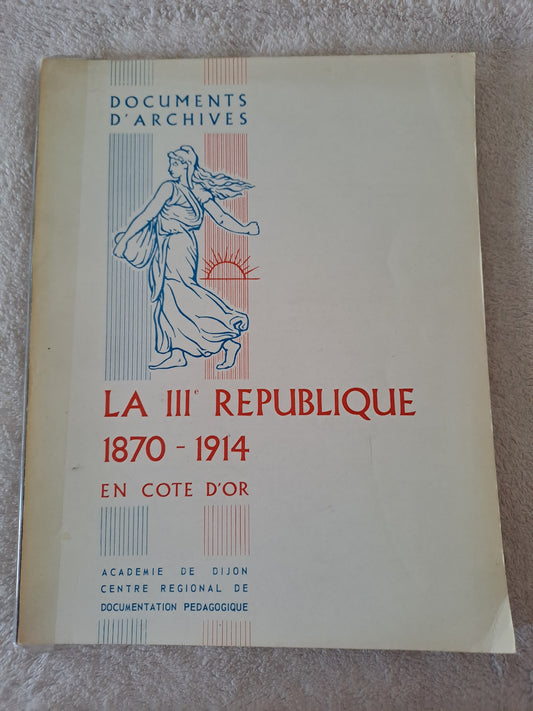 DOCUMENTS
D'ARCHIVES
LA IIIe REPUBLIQUE
1870 - 1914
EN COTE D'OR
ACADEMIE DE DIJON
CENTRE REGIONAL DE
DOCUMENTATION PEDAGOGIQUE